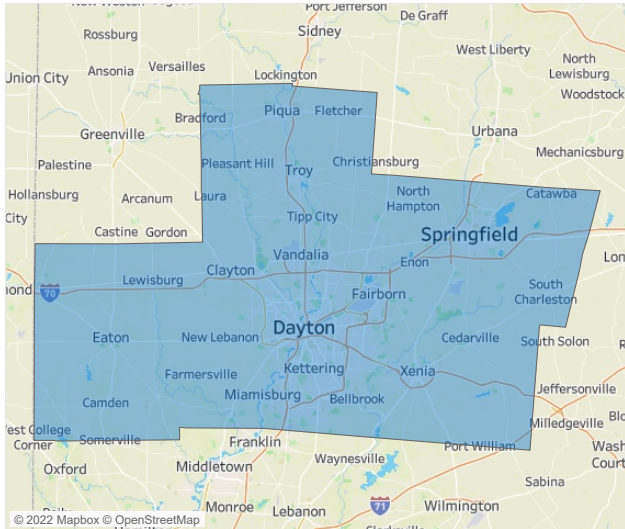 Port Jefferson
De Graff
Rossburg
Sidney
West Liberty
Ansonia
Versailles
North
Lewisburg
Union City
Lockington
Woodstock
Bradford
Piqua
Fletcher
Greenville
Urbana
Mechanicsburg
Palestine
Pleasant Hill
Troy
Christiansburg
Hollansburg
Arcanum
Laura
North
Hampton
Catawba
City
Tipp City
Castine
Gordon
Springfield
Vandalia
Enon
Clayton
Lewisburg
70
Fairborn
South
Charleston
Dayton
Eaton
New Lebanon
Cedarville
South Solon
Kettering
Xenia
Farmersville
Jeffersonville
Miamisburg
Bellbrook
Camden
Milledgeville
Corner
Somerville
Franklin
Port William
Oxford
Middletown
Waynesville
Sabina
Monroe
Lebanon
71
Wilmington
© 2022 Mapbox © OpenStreetMap